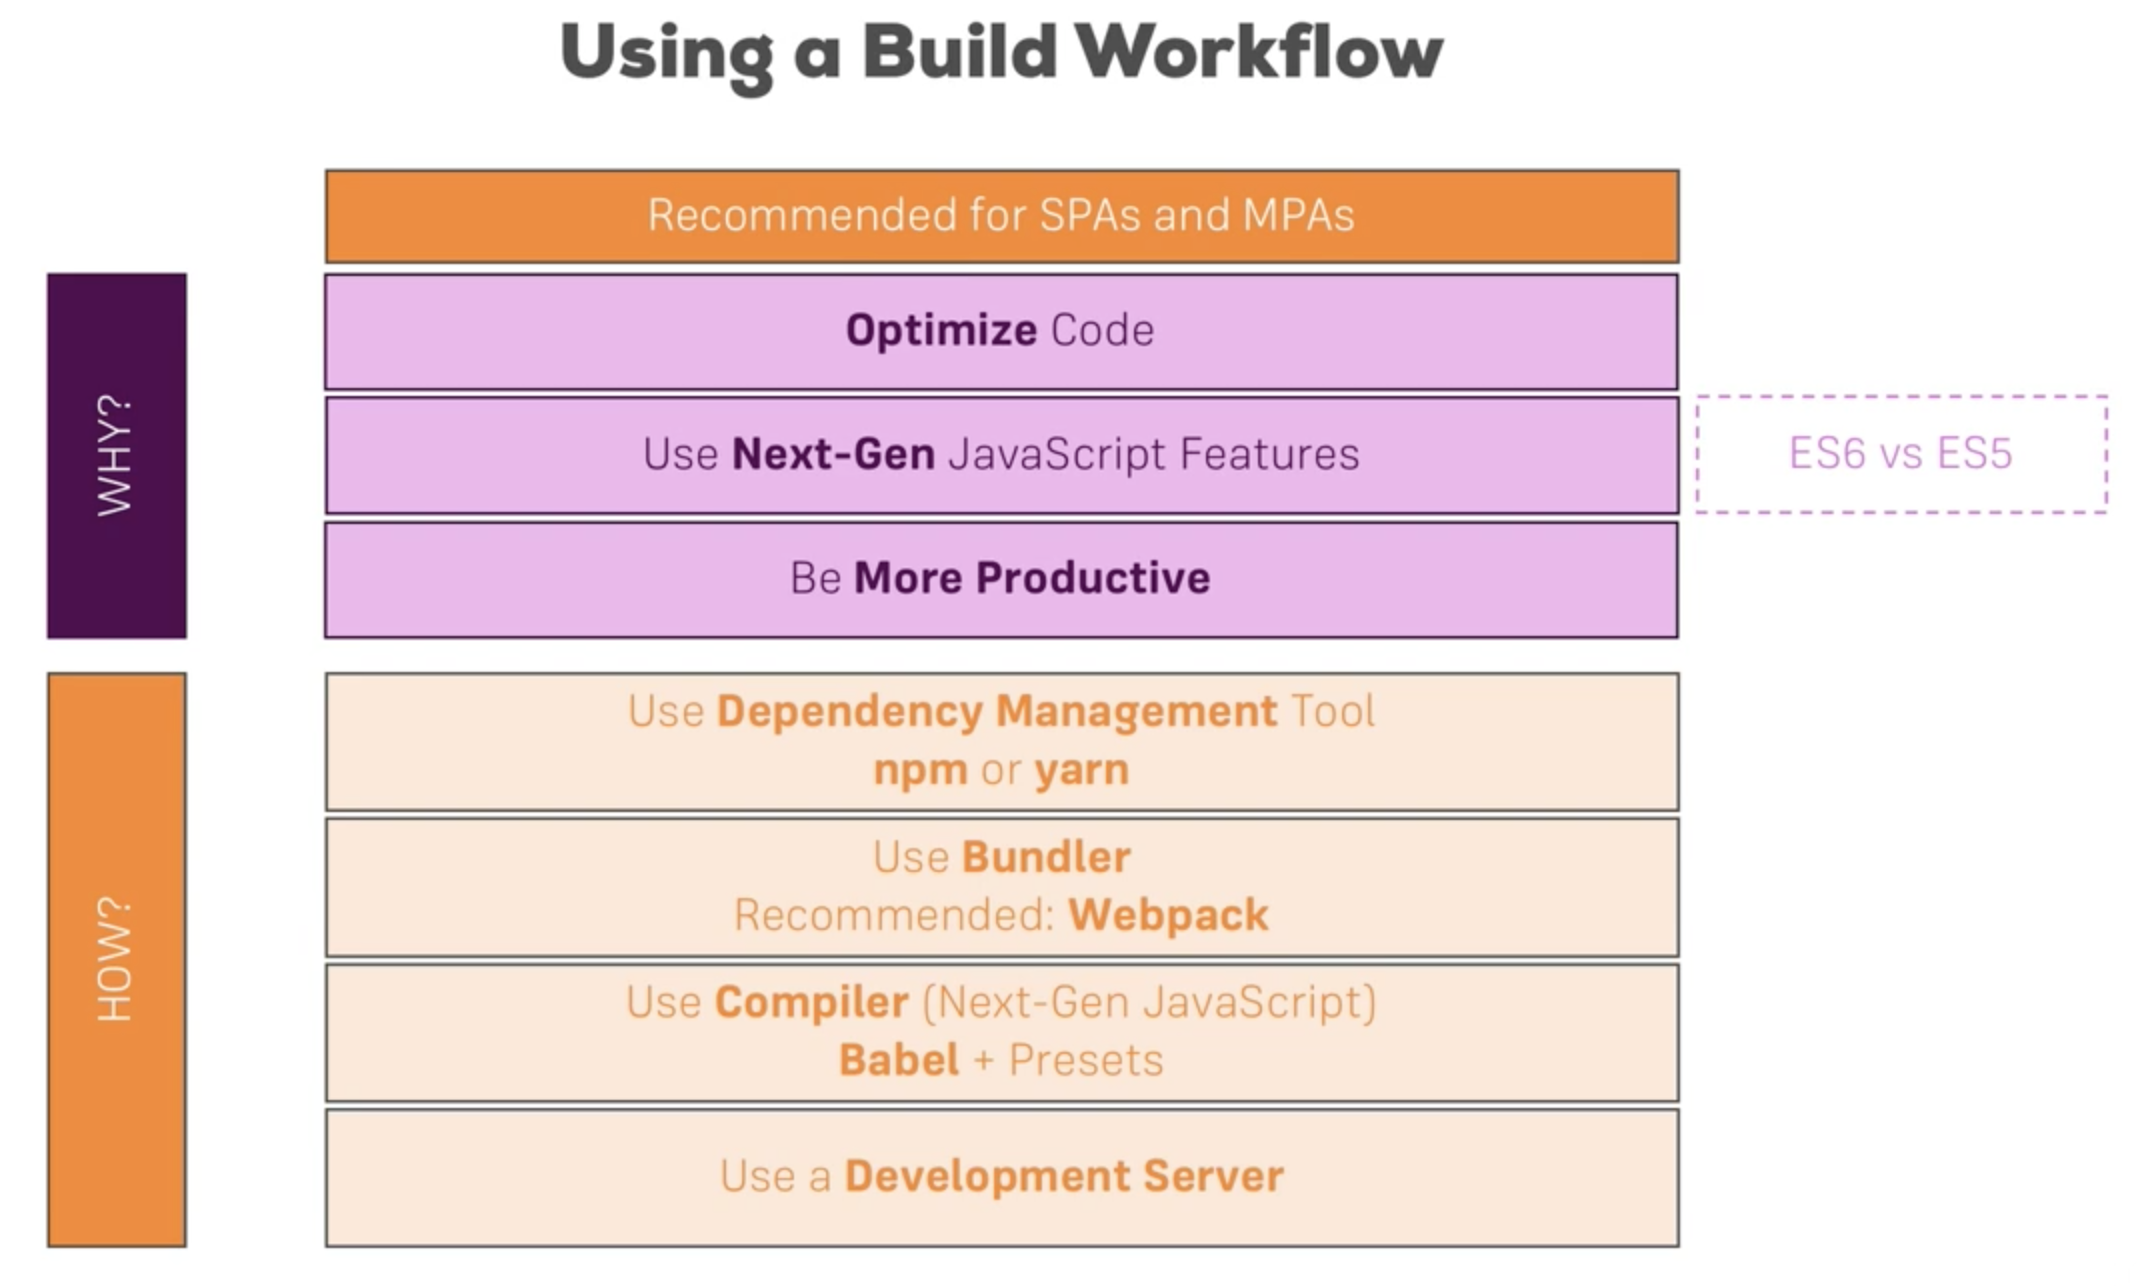 Using a Build Workflow
Recommended for SPAs and MPAs
WHY?
Optimize Code
Use Next-Gen JavaScript Features
ES6 vs ES5
Be More Productive
HOW?
Use Dependency Management Tool
npm or yarn
Use Bundler
Recommended: Webpack
Use Compiler (Next-Gen JavaScript)
Babel + Presets
Use a Development Server